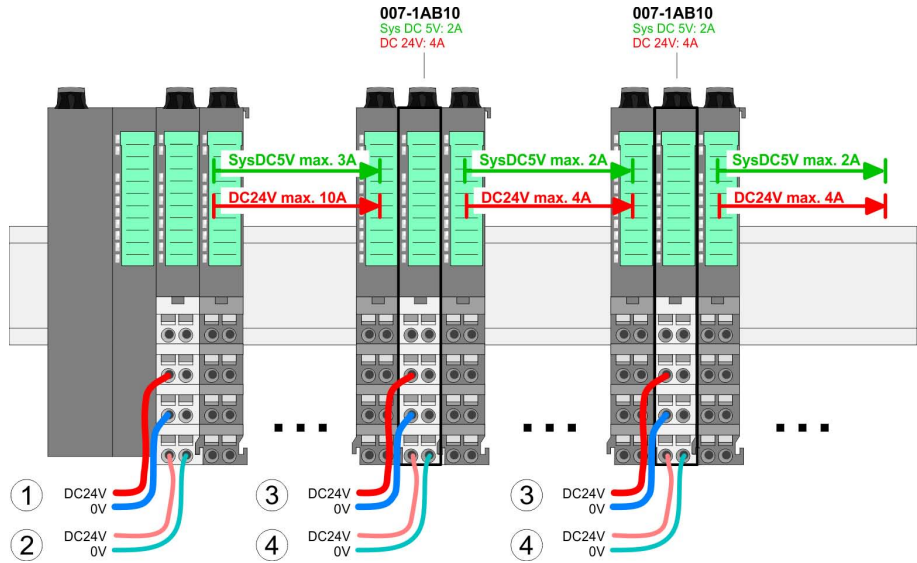 007-1AB10
Sys DC 5V: 2A
DC 24V: 4A
007-1AB10
Sys DC 5V: 2A
DC 24V: 4A
SysDC5V max. 3A
SysDC5V max. 2A
SysDC5V max. 2A
DC24V max. 10A
DC24V max. 4A
DC24V max. 4A
1
DC24V
0V
3
DC24V
0V
3
DC24V
0V
2
DC24V
0V
4
DC24V
0V
4
DC24V
0V